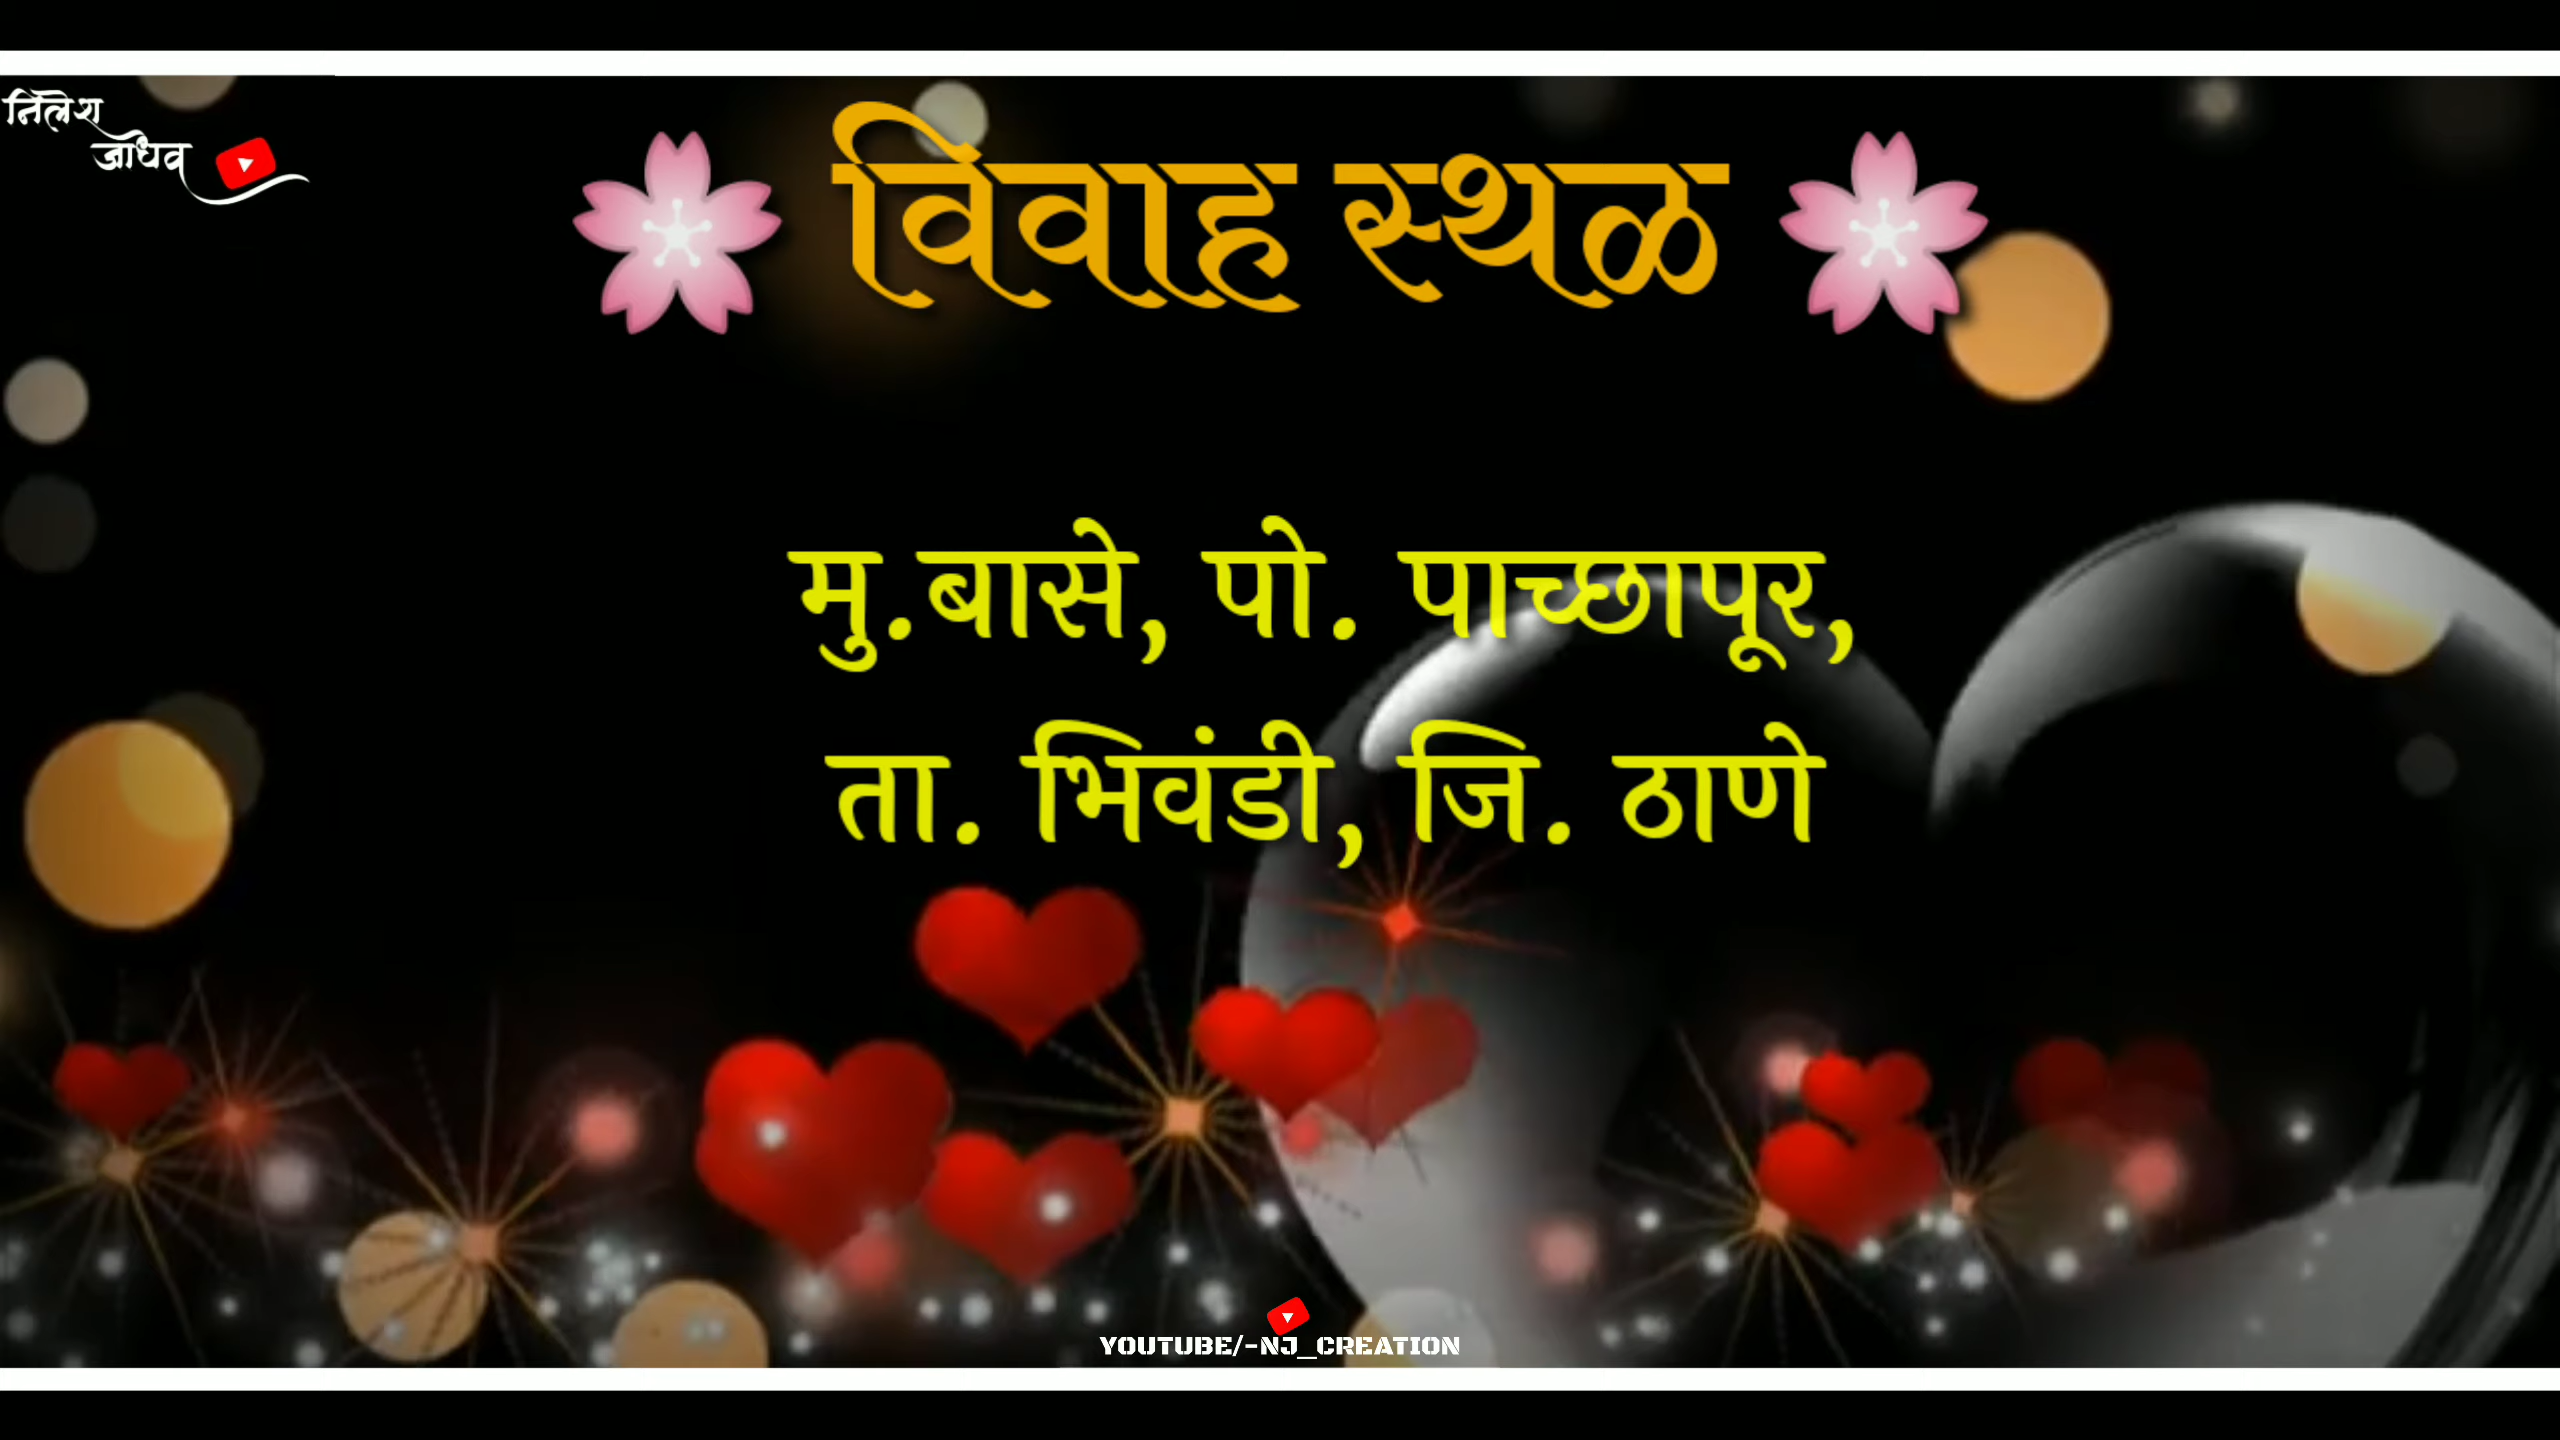 निलेश
जाधव
विवाह स्थळ
मु.बासे, पो. पाच्छापूर,
ता. भिवंडी, जि. ठाणे
YOUTUBE/-NJ_CREATION